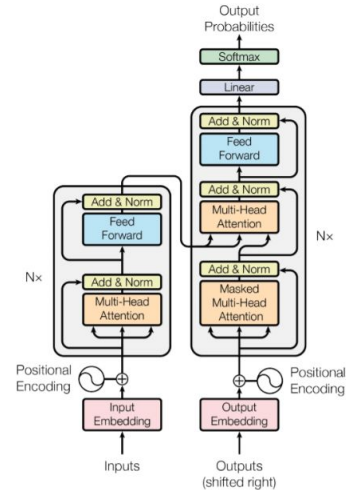 Output
Probabilities
Softmax
Linear
Add & Norm
Feed
Forward
Add & Norm
Multi-Head
Attention
Add & Norm
Masked
Multi-Head
Attention
N×
Positional
Encoding
Output
Embedding
Outputs
(shifted right)
Add & Norm
Feed
Forward
Add & Norm
Multi-Head
Attention
N×
Positional
Encoding
Input
Embedding
Inputs